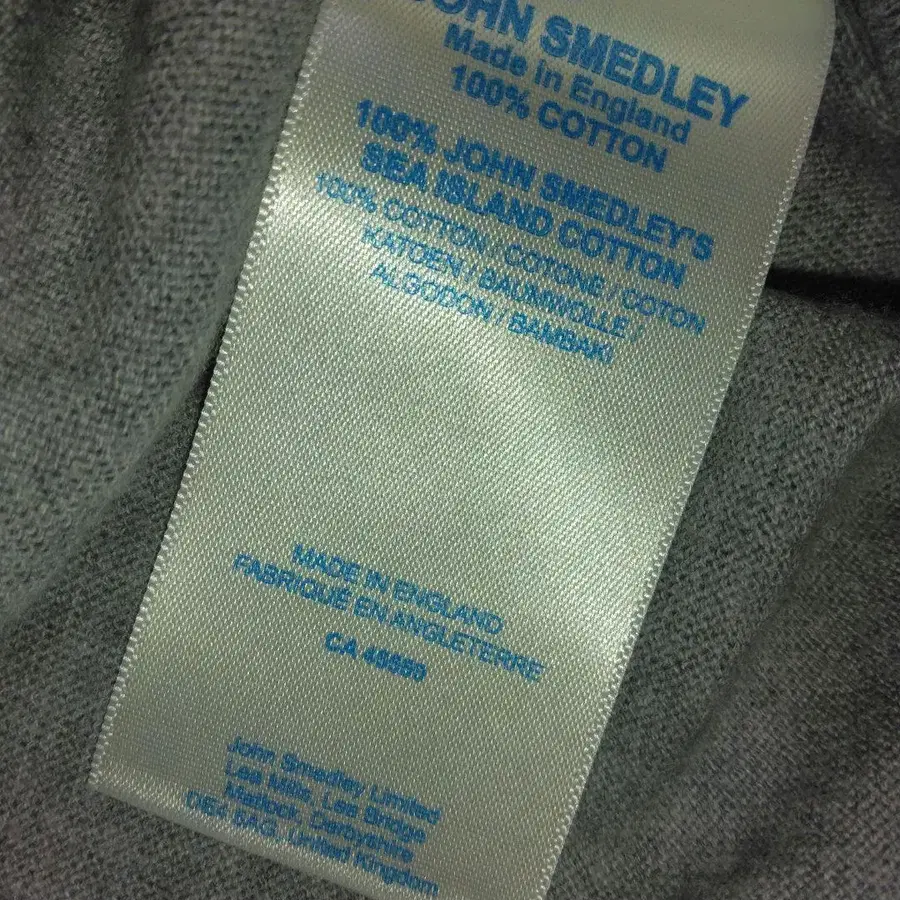 JOHN SMEDLEY
Made in England
100% COTTON
100% JOHN SMEDLEY'S
SEA ISLAND COTTON
100% COTTON / COTONE / COTON
KATOEN / BAUMWOLLE /
ALGODON / BAMBAKI
MADE IN ENGLAND
FABRIQUE EN ANGLETERRE
CA
John Smedley Limited
Lea Mills, Lea Bridge
Matlock, Derbyshire
DE4 5AG, United Kingdom